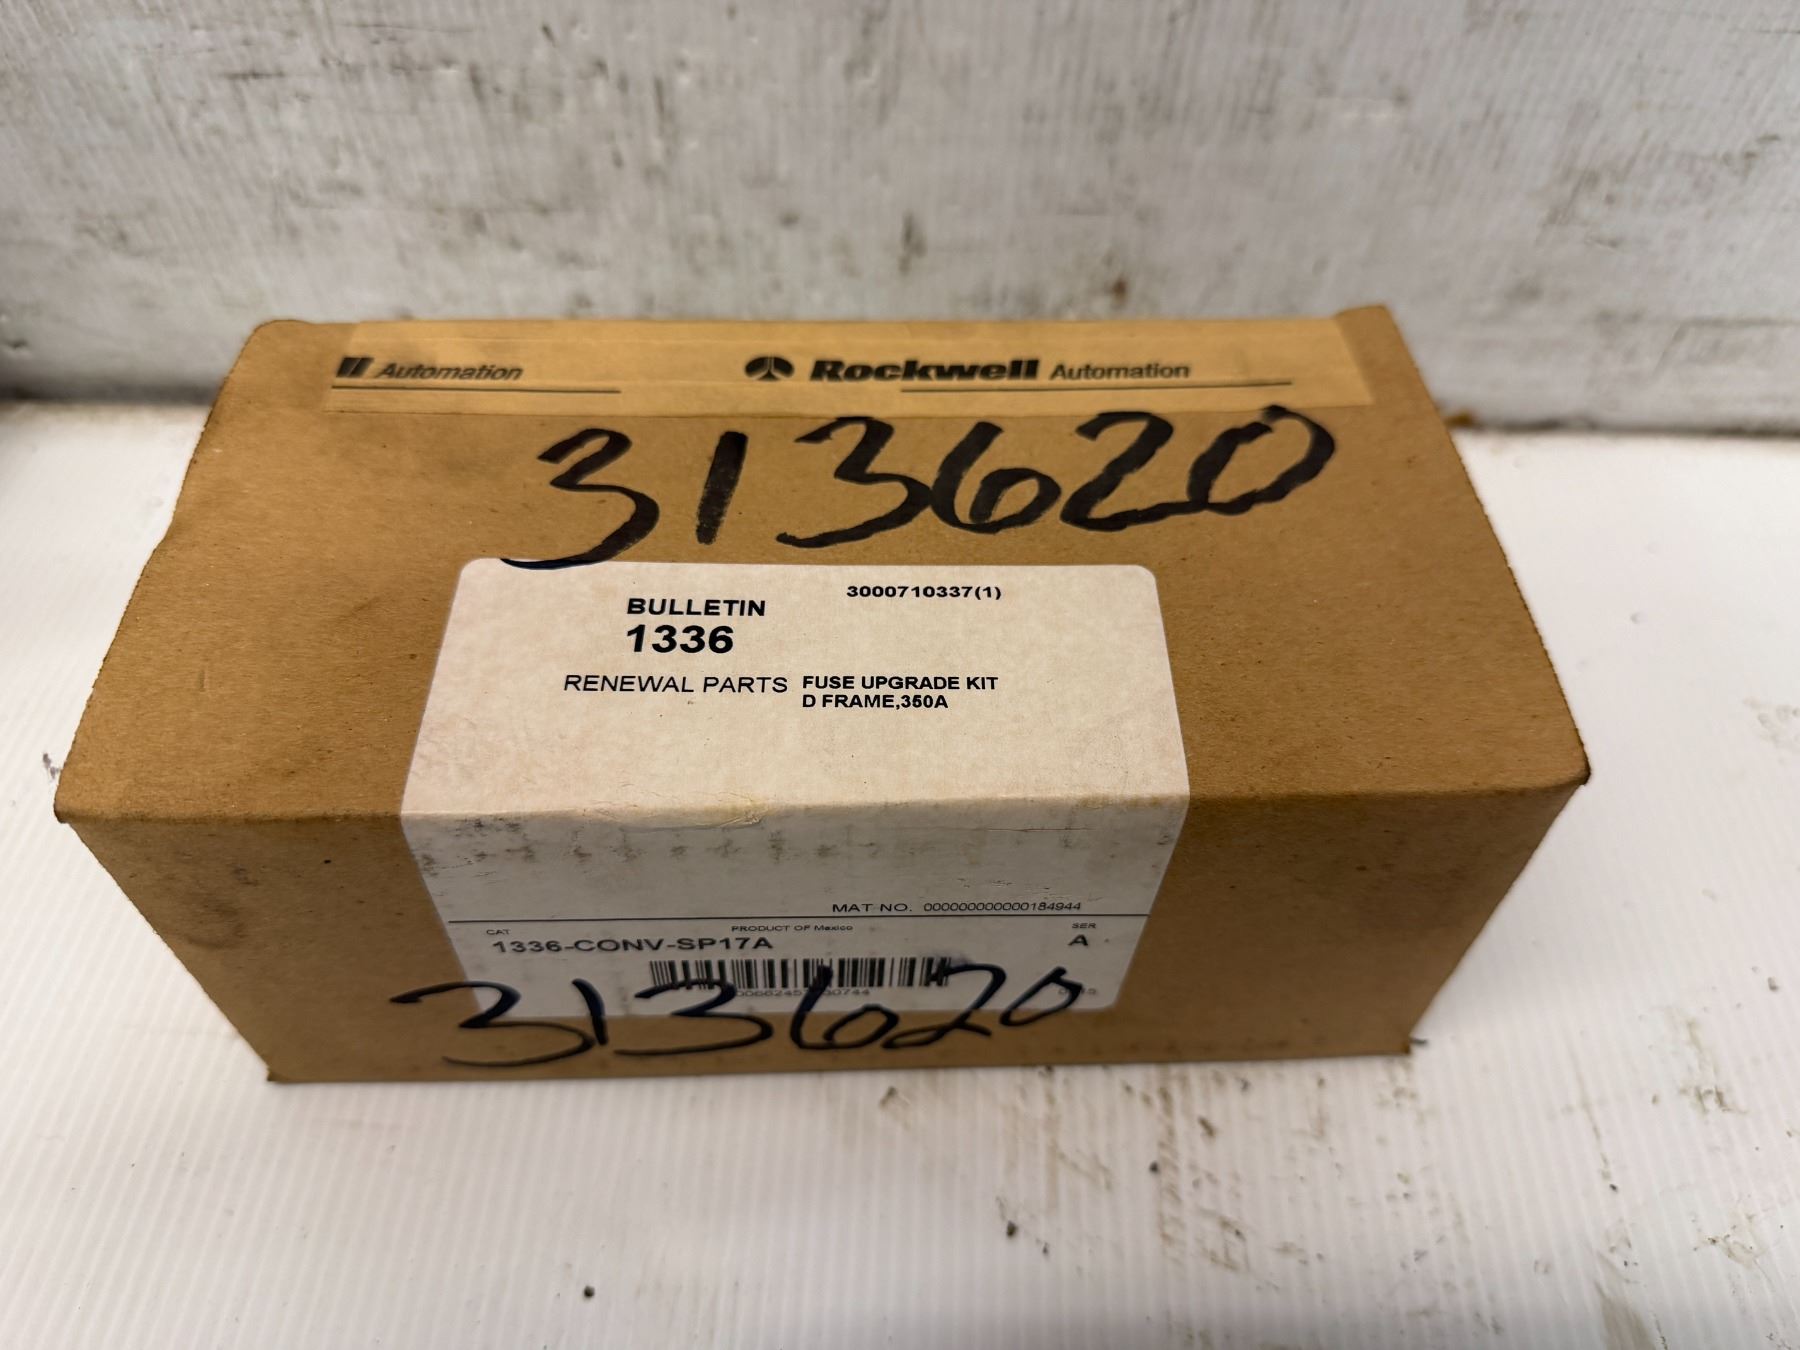 Automation
Rockwell Automation
313620
3000710337(1)
BULLETIN
1336
RENEWAL PARTS FUSE UPGRADE KIT
D FRAME,350A
MAT NO. 000000000000184944
CAT PRODUCT OF Mexico SER
1336-CONV-SP17A A
313620